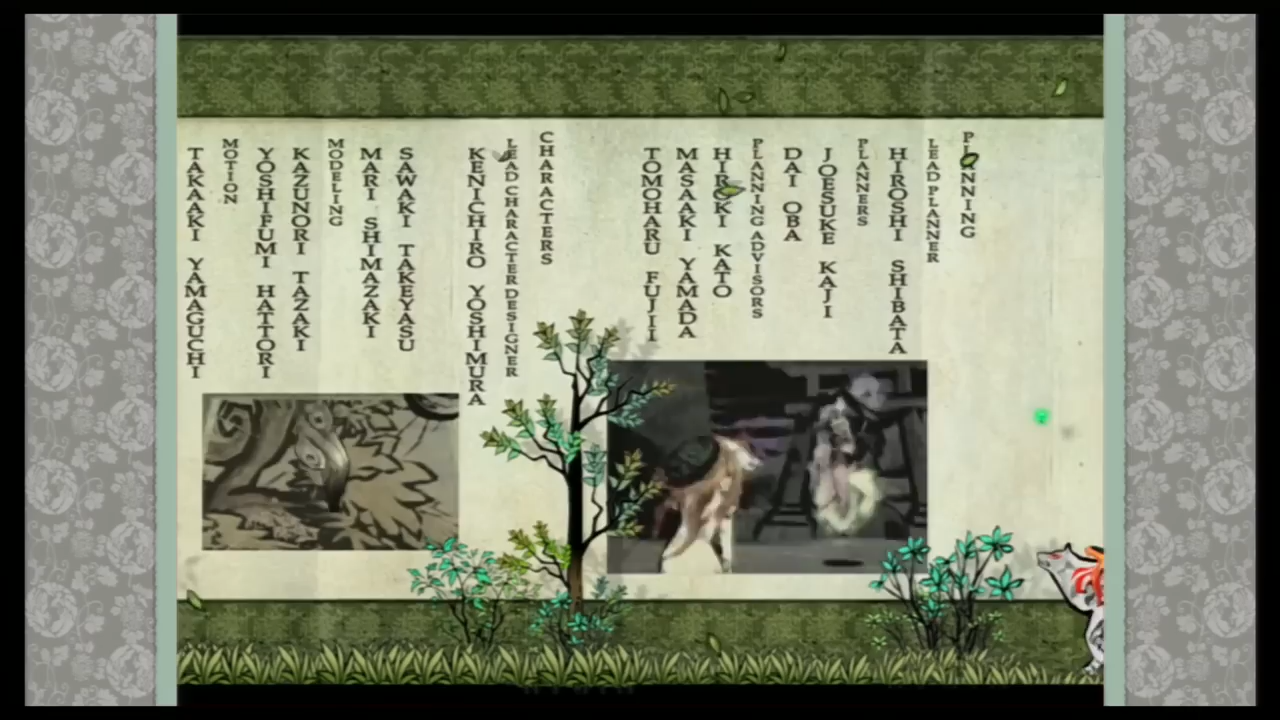 PLANNING
LEAD PLANNER
HIROSHI SHIBATA
PLANNERS
JOESUKE KAJI
DAI OBA
PLANNING ADVISORS
HIROKI KATO
MASAAKI YAMADA
TOMOHARU FUJII
CHARACTERS
LEAD CHARACTER DESIGNER
KENICHIRO YOSHIMURA
SAWAKI TAKEYASU
MARI SHIMAZAKI
MODELING
KAZUNORI TAZAKI
YOSHIFUMI HATTORI
MOTION
TAKAAKI YAMAGUCHI